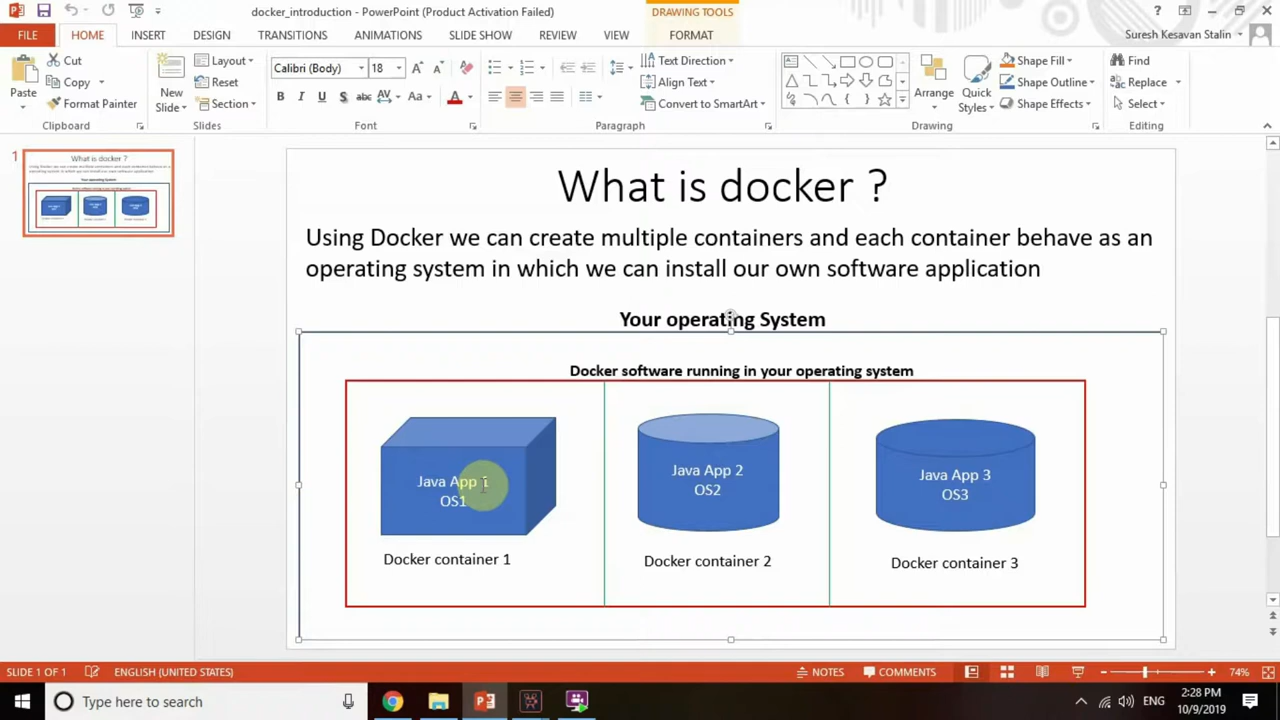 docker_introduction - PowerPoint (Product Activation Failed)
DRAWING TOOLS
FILE
HOME
INSERT
DESIGN
TRANSITIONS
ANIMATIONS
SLIDE SHOW
REVIEW
VIEW
FORMAT
Suresh Kesavan Stalin
Paste
Cut
Copy
Format Painter
Clipboard
New
Slide
Layout
Reset
Section
Slides
Calibri (Body)
18
B I U S abc AV Aa A
Font
Text Direction
Align Text
Convert to SmartArt
Paragraph
Arrange
Quick
Styles
Shape Fill
Shape Outline
Shape Effects
Drawing
Find
Replace
Select
Editing
1
What is docker ?
Using Docker we can create multiple containers and each container behave as an
operating system in which we can install our own software application
Your operating System
Docker software running in your operating system
Java App 1
OS1
Docker container 1
Java App 2
OS2
Docker container 2
Java App 3
OS3
Docker container 3
SLIDE 1 OF 1
ENGLISH (UNITED STATES)
NOTES
COMMENTS
74%
Type here to search
ENG
2:28 PM
10/9/2019